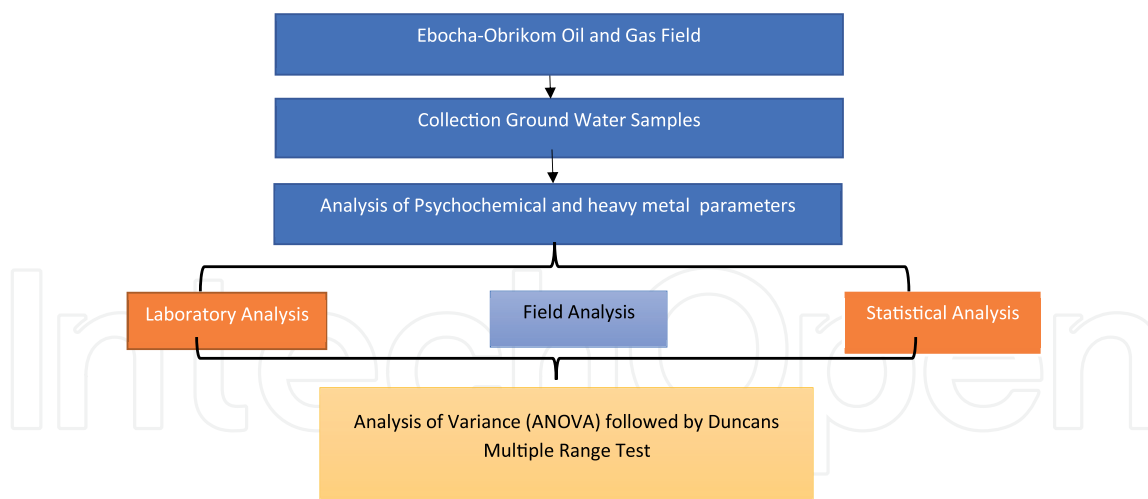 Ebocha-Obrikom Oil and Gas Field
Collection Ground Water Samples
Analysis of Psychochemical and heavy metal parameters
Laboratory Analysis
Field Analysis
Statistical Analysis
Analysis of Variance (ANOVA) followed by Duncans
Multiple Range Test
IntechOpen